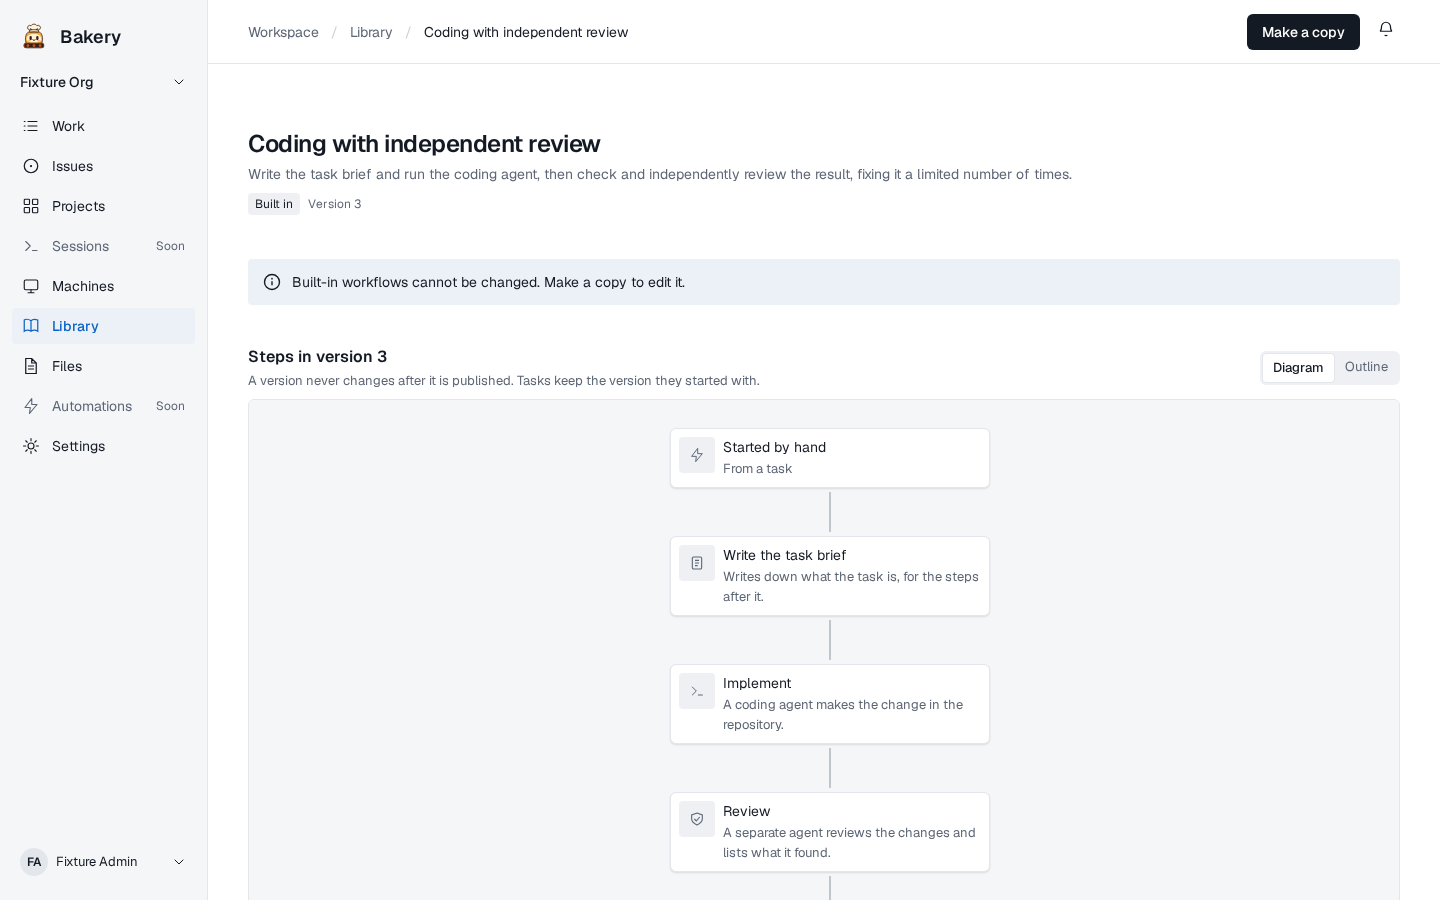 Bakery
Fixture Org
Work
Issues
Projects
Sessions Soon
Machines
Library
Files
Automations Soon
Settings
FA Fixture Admin
Workspace / Library / Coding with independent review
Make a copy
Coding with independent review
Write the task brief and run the coding agent, then check and independently review the result, fixing it a limited number of times.
Built in Version 3
Built-in workflows cannot be changed. Make a copy to edit it.
Steps in version 3
A version never changes after it is published. Tasks keep the version they started with.
Diagram Outline
Started by hand
From a task
Write the task brief
Writes down what the task is, for the steps
after it.
Implement
A coding agent makes the change in the
repository.
Review
A separate agent reviews the changes and
lists what it found.